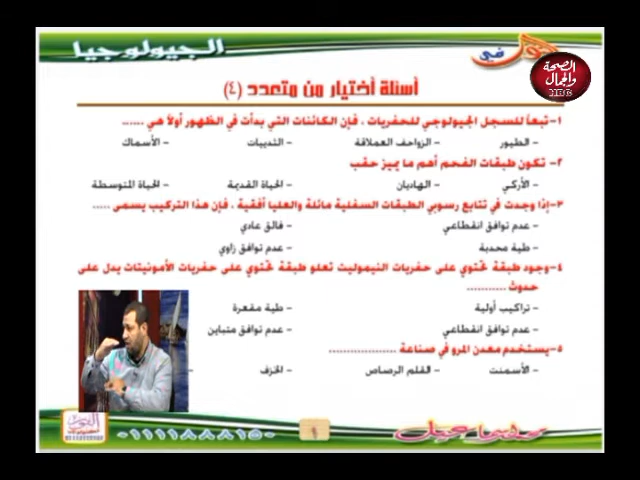 الجيولوجيا
في
الصحة
والجمال
HBC
أسئلة أختيار من متعدد (٤)
١- تبعاً للسجل الجيولوجي للحفريات ، فإن الكائنات التي بدأت في الظهور أولاً هي ......
- الطيور - الزواحف العملاقة - الثدييات - الأسماك
٢- تكون طبقات الفحم أهم ما يميز حقب
- الأركي - الهاديان - الحياة القديمة - الحياة المتوسطة
٣- إذا وجدت في تتابع رسوبي الطبقات السفلية مائلة والعليا أفقية ، فإن هذا التركيب يسمى .....
- عدم توافق انقطاعي - فالق عادي
- طية محدبة - عدم توافق زاوي
٤- وجود طبقة تحتوي على حفريات النيموليت تعلو طبقة تحتوي على حفريات الأمونيتات يدل على
حدوث ...........
- تراكيب أولية - طية مقعرة
- عدم توافق انقطاعي - عدم توافق متباين
٥- يستخدم معدن المرو في صناعة ................
- الأسمنت - القلم الرصاص - الخزف -
٠١١١١٨٨٨١٥٠
٩